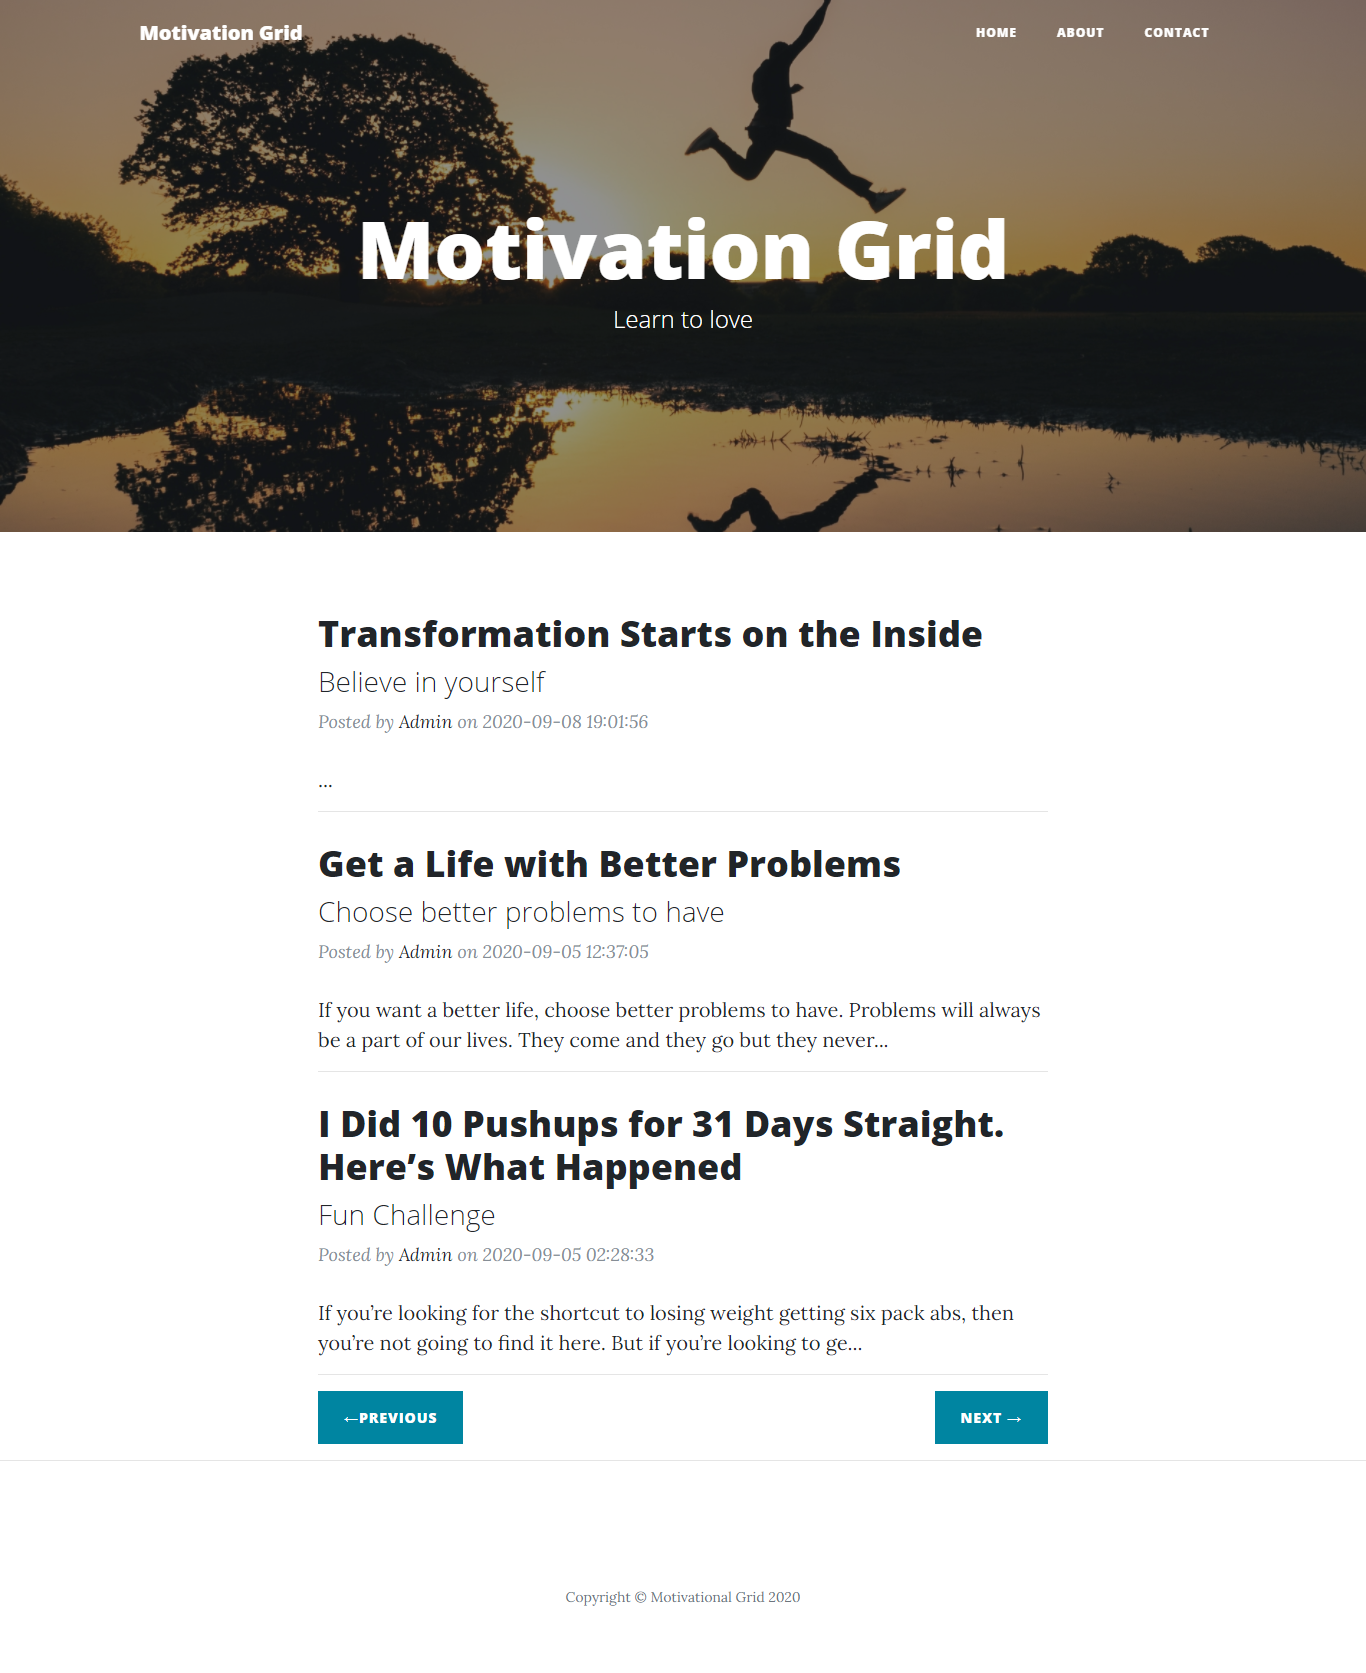 Motivation Grid
HOME
ABOUT
CONTACT
Motivation Grid
Learn to love
Transformation Starts on the Inside
Believe in yourself
Posted by Admin on 2020-09-08 19:01:56
...
Get a Life with Better Problems
Choose better problems to have
Posted by Admin on 2020-09-05 12:37:05
If you want a better life, choose better problems to have. Problems will always
be a part of our lives. They come and they go but they never...
I Did 10 Pushups for 31 Days Straight.
Here’s What Happened
Fun Challenge
Posted by Admin on 2020-09-05 02:28:33
If you’re looking for the shortcut to losing weight getting six pack abs, then
you’re not going to find it here. But if you’re looking to ge...
←PREVIOUS
NEXT →
Copyright © Motivational Grid 2020